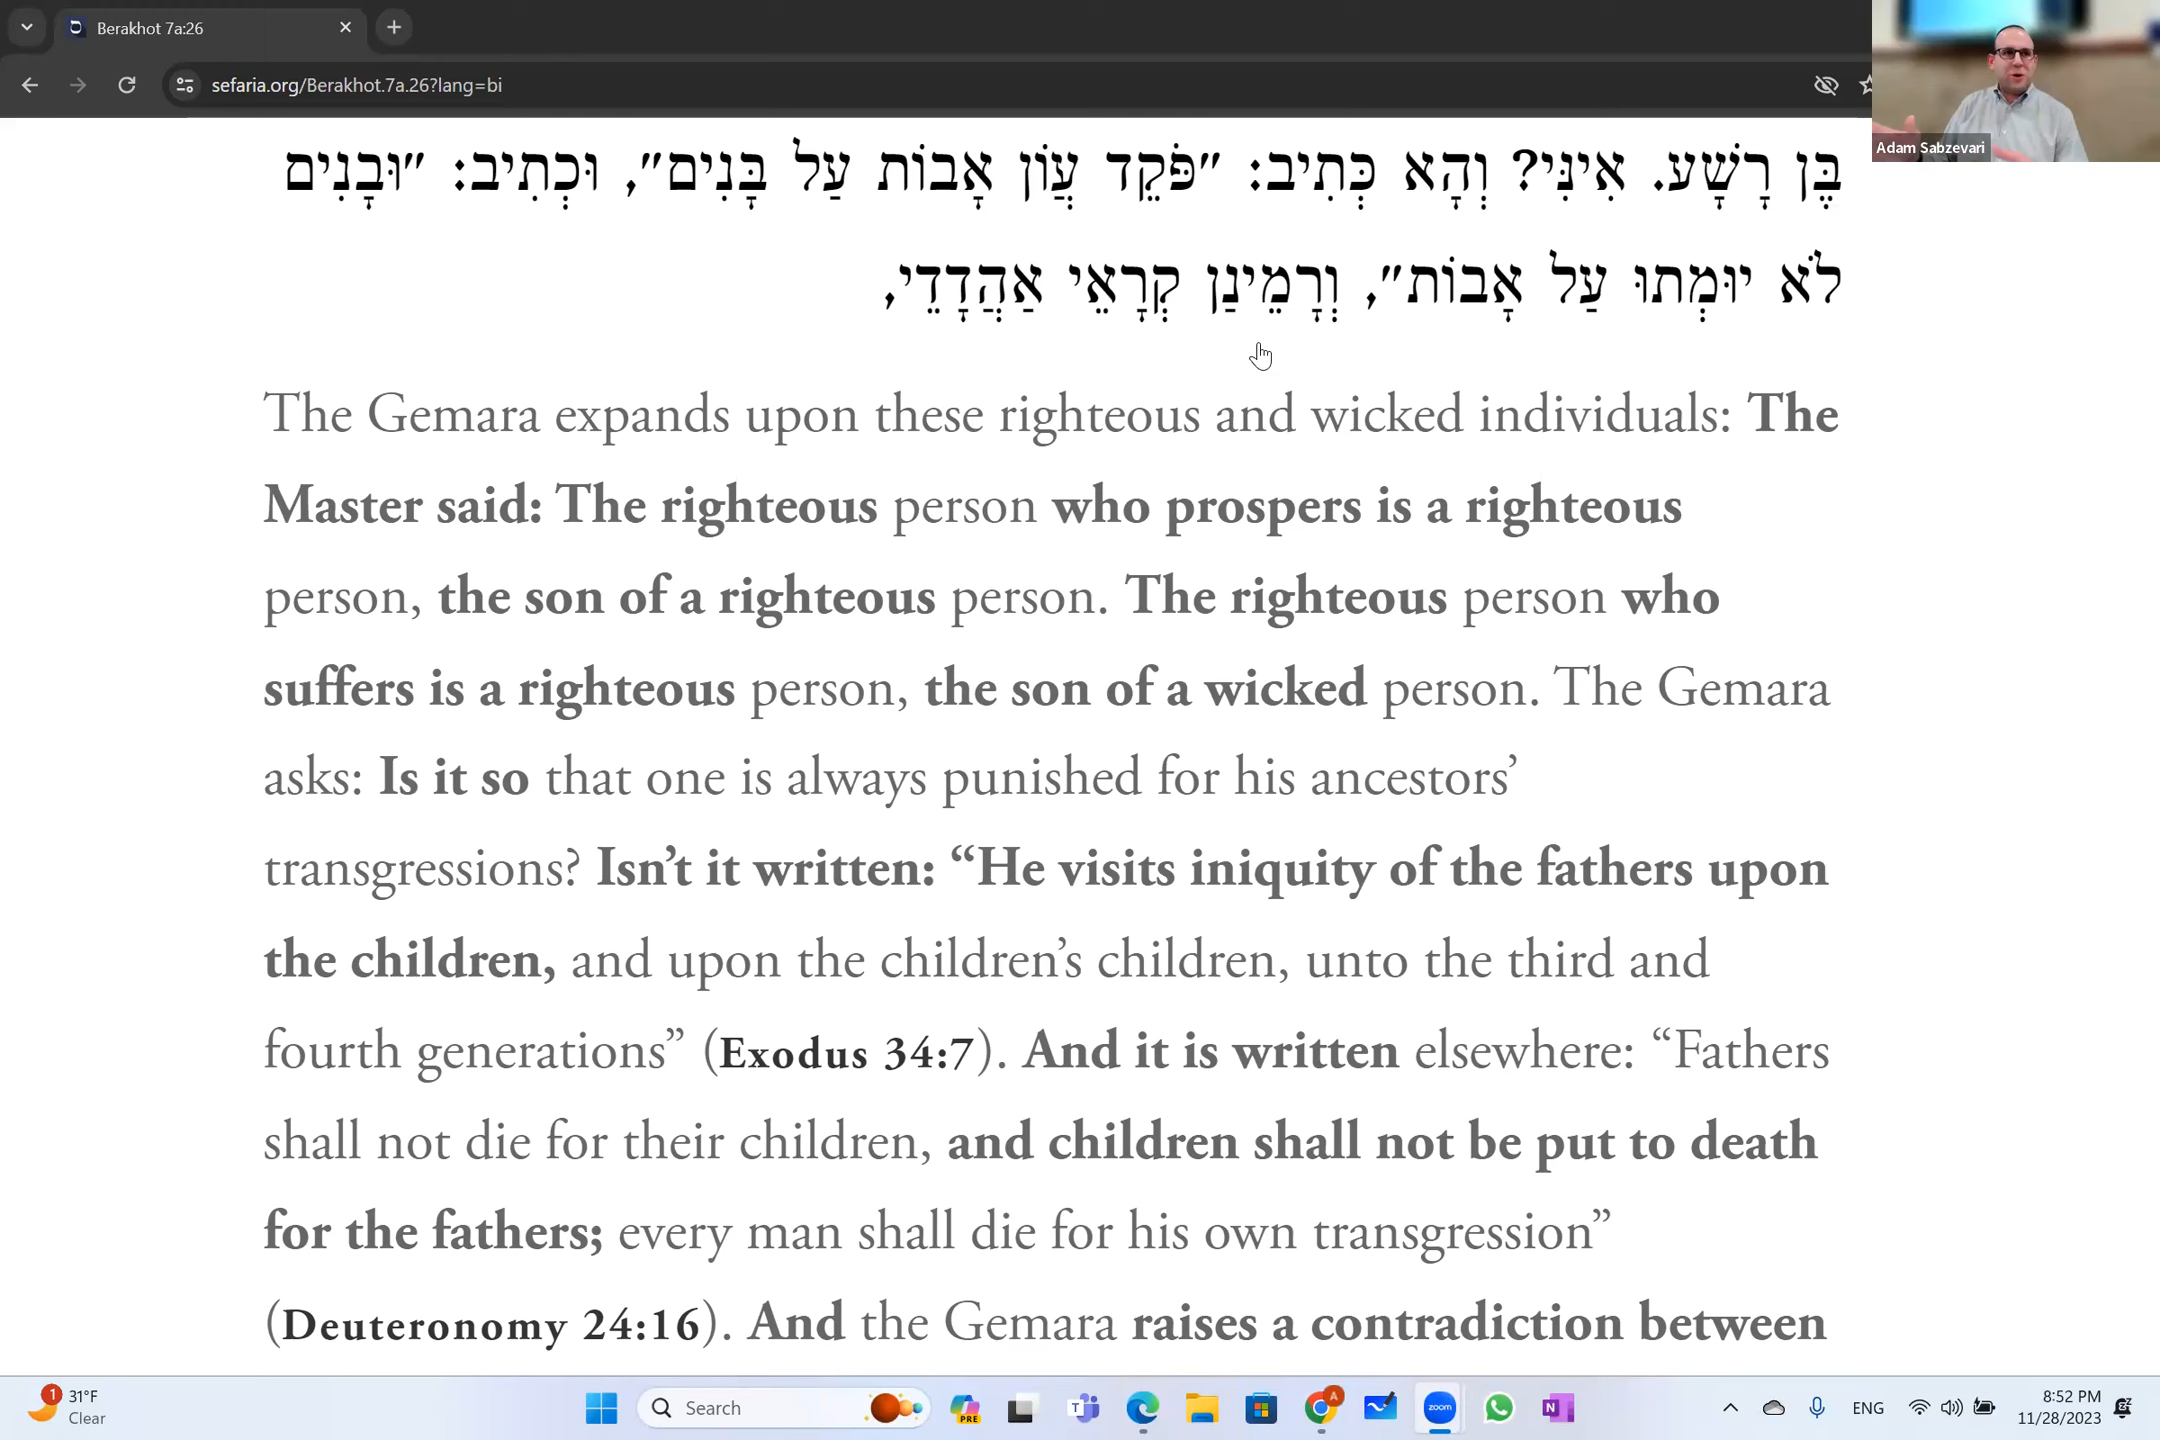 Berakhot 7a:26
sefaria.org/Berakhot.7a.26?lang=bi
Adam Sabzevari
בֶּן רָשָׁע. אִינִּי? וְהָא כְּתִיב: ״פֹּקֵד עֲוֹן אָבוֹת עַל בָּנִים״, וּכְתִיב: ״וּבָנִים
לֹא יוּמְתוּ עַל אָבוֹת״, וְרָמֵינַן קְרָאֵי אַהֲדָדֵי,
The Gemara expands upon these righteous and wicked individuals: The
Master said: The righteous person who prospers is a righteous
person, the son of a righteous person. The righteous person who
suffers is a righteous person, the son of a wicked person. The Gemara
asks: Is it so that one is always punished for his ancestors’
transgressions? Isn’t it written: “He visits iniquity of the fathers upon
the children, and upon the children’s children, unto the third and
fourth generations” (Exodus 34:7). And it is written elsewhere: “Fathers
shall not die for their children, and children shall not be put to death
for the fathers; every man shall die for his own transgression”
(Deuteronomy 24:16). And the Gemara raises a contradiction between
1
31°F
Clear
Search
PRE
T
A
zoom
N
ENG
8:52 PM
11/28/2023